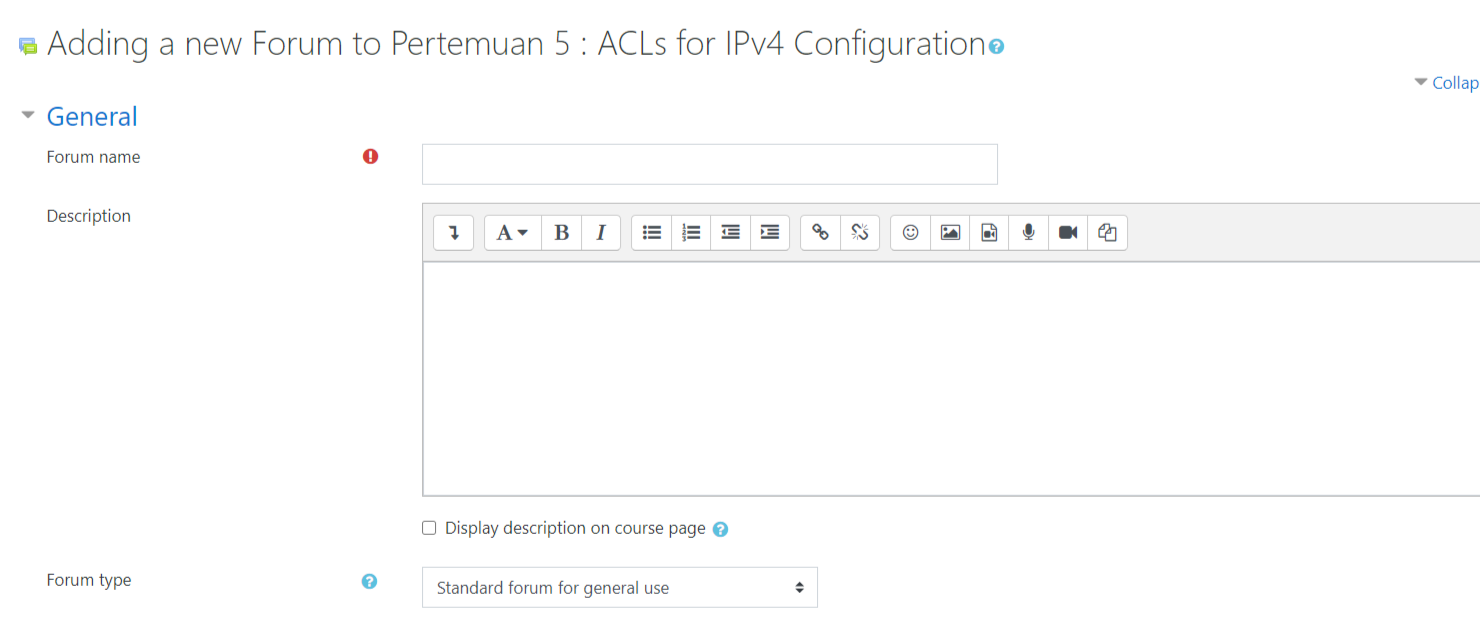 Adding a new Forum to Pertemuan 5 : ACLs for IPv4 Configuration
Collap
General
Forum name
Description
A B I
Display description on course page
Forum type
Standard forum for general use